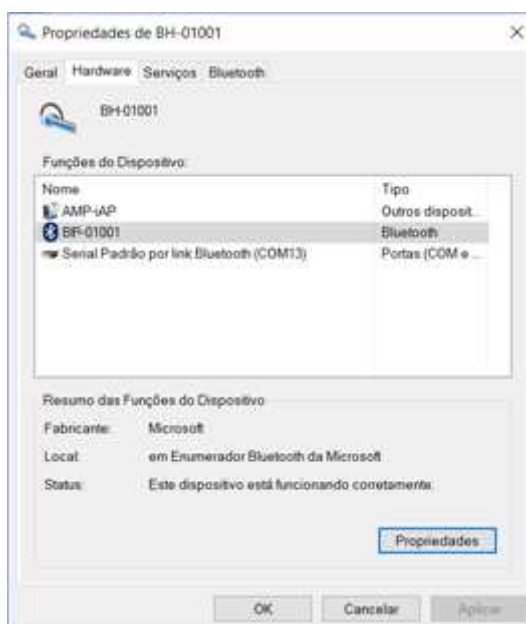 Propriedades de BH-01001
Geral Hardware Serviços Bluetooth
BH-01001
Funções do Dispositivo:
Nome Tipo
AMP-iAP Outros disposit...
BH-01001 Bluetooth
Serial Padrão por link Bluetooth (COM13) Portas (COM e ...
Resumo das Funções do Dispositivo
Fabricante: Microsoft
Local: em Enumerador Bluetooth da Microsoft
Status: Este dispositivo está funcionando corretamente.
Propriedades
OK Cancelar Aplicar